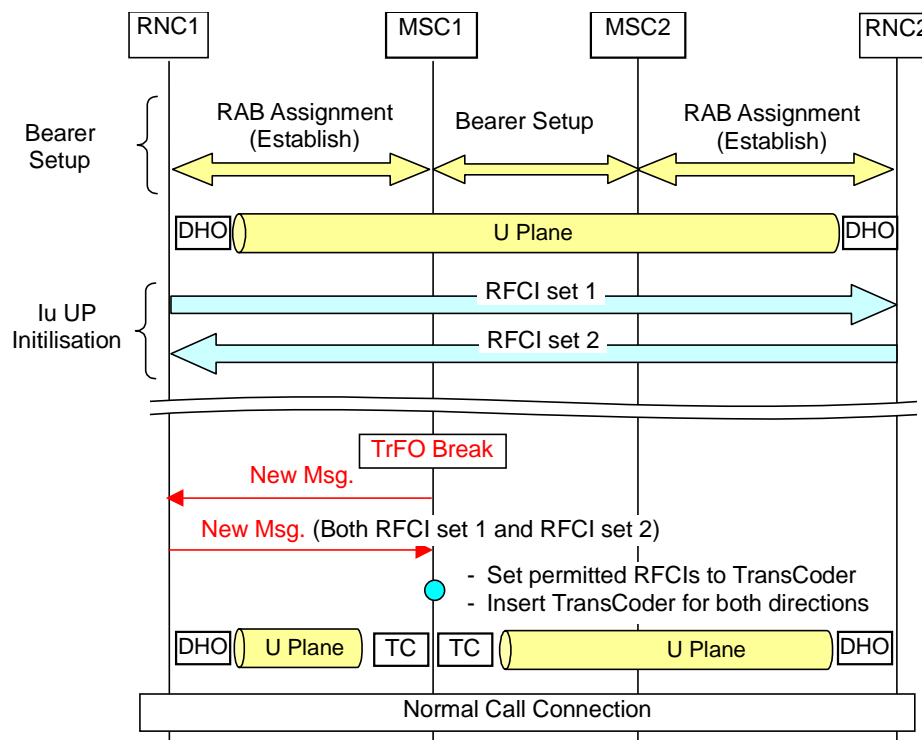 RNC1
MSC1
MSC2
RNC2
Bearer
Setup
RAB Assignment
(Establish)
Bearer Setup
RAB Assignment
(Establish)
DHO
U Plane
DHO
Iu UP
Initilisation
RFCI set 1
RFCI set 2
TrFO Break
New Msg.
New Msg. (Both RFCI set 1 and RFCI set 2)
- Set permitted RFCIs to TransCoder
- Insert TransCoder for both directions
DHO
U Plane
TC
TC
U Plane
DHO
Normal Call Connection